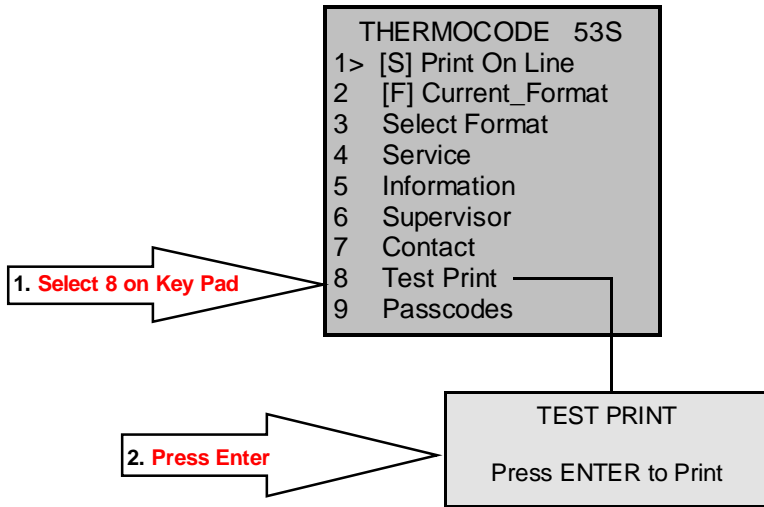 THERMOCODE 53S
1> [S] Print On Line
2 [F] Current_Format
3 Select Format
4 Service
5 Information
6 Supervisor
7 Contact
1. Select 8 on Key Pad
8 Test Print
9 Passcodes
TEST PRINT
2. Press Enter
Press ENTER to Print